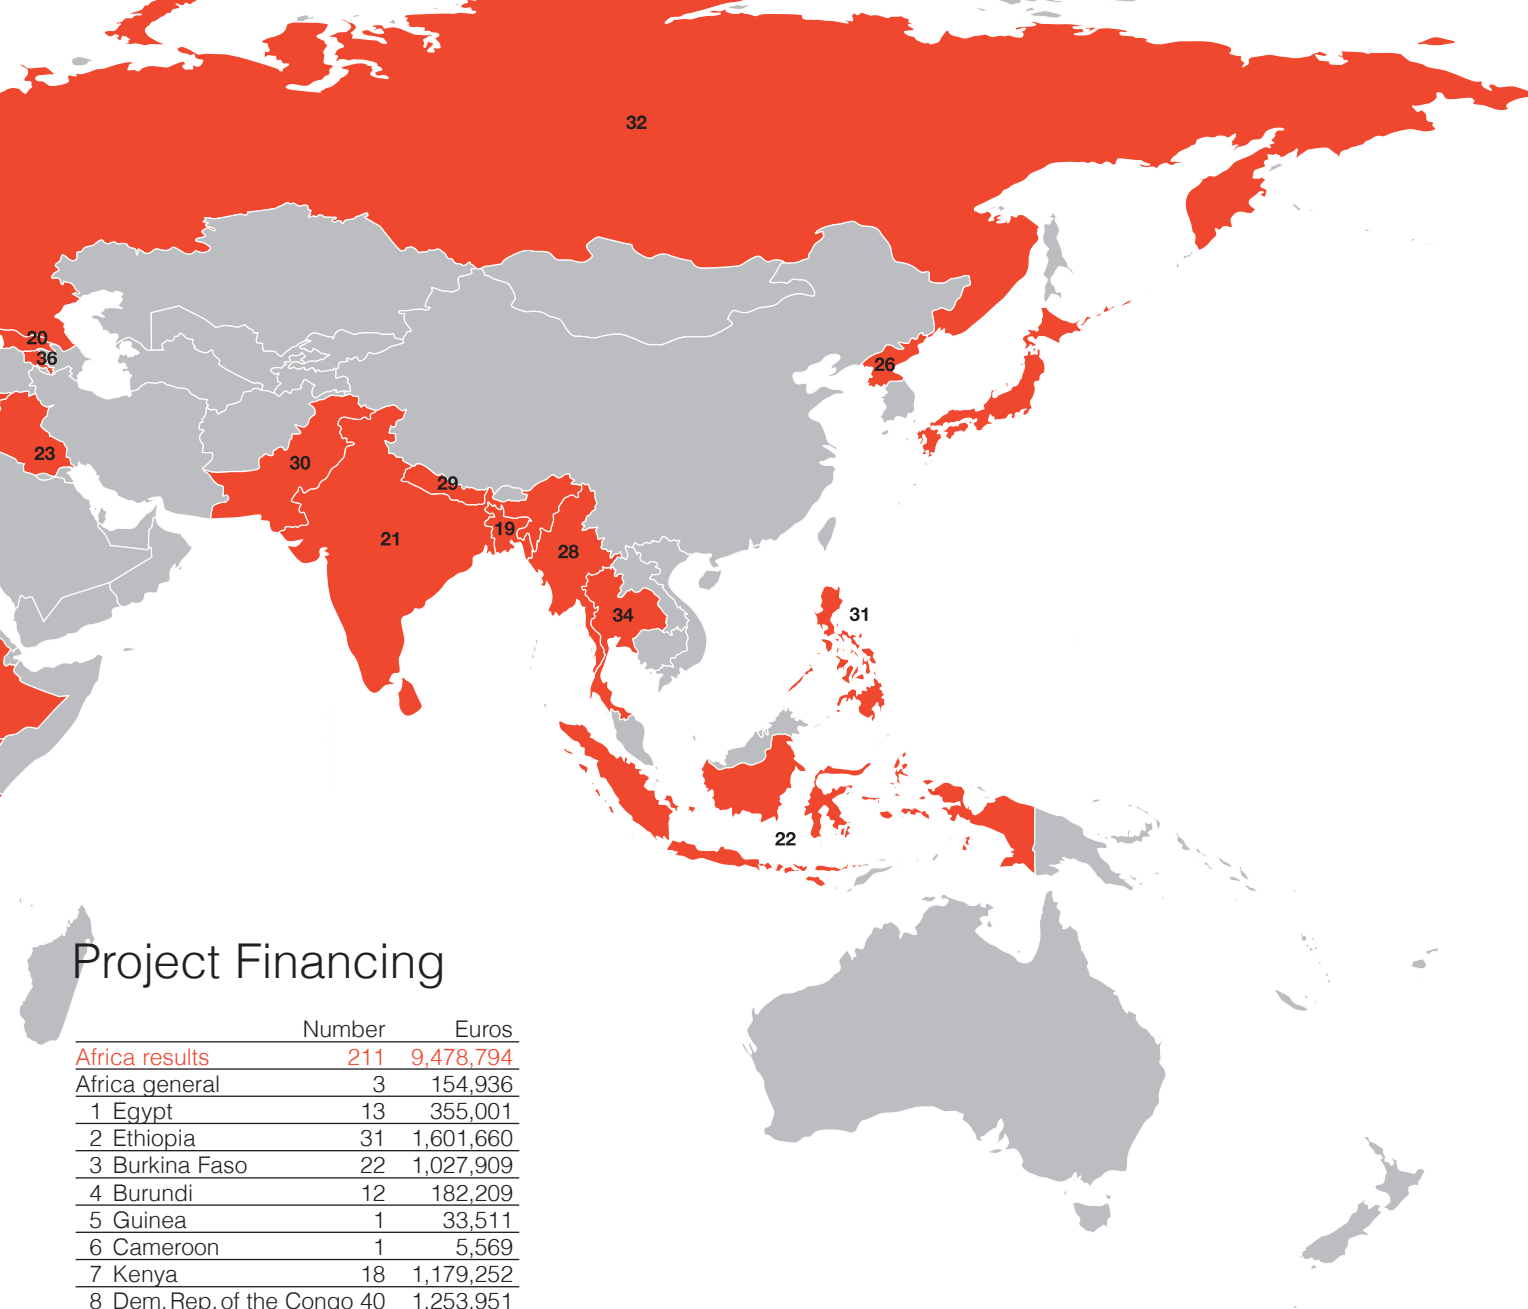 32
20
36
26
23
30
29
21
19
28
34
31
22
Project Financing
Number Euros
Africa results 211 9,478,794
Africa general 3 154,936
1 Egypt 13 355,001
2 Ethiopia 31 1,601,660
3 Burkina Faso 22 1,027,909
4 Burundi 12 182,209
5 Guinea 1 33,511
6 Cameroon 1 5,569
7 Kenya 18 1,179,252
8 Dem. Rep. of the Congo 40 1,253,951